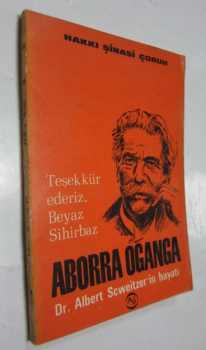 HAKKI ŞİNASİ ÇORUH
Teşekkür
ederiz.
Beyaz
Sihirbaz
ABORRA OGANGA
Dr. Albert Scweitzer'in hayatı